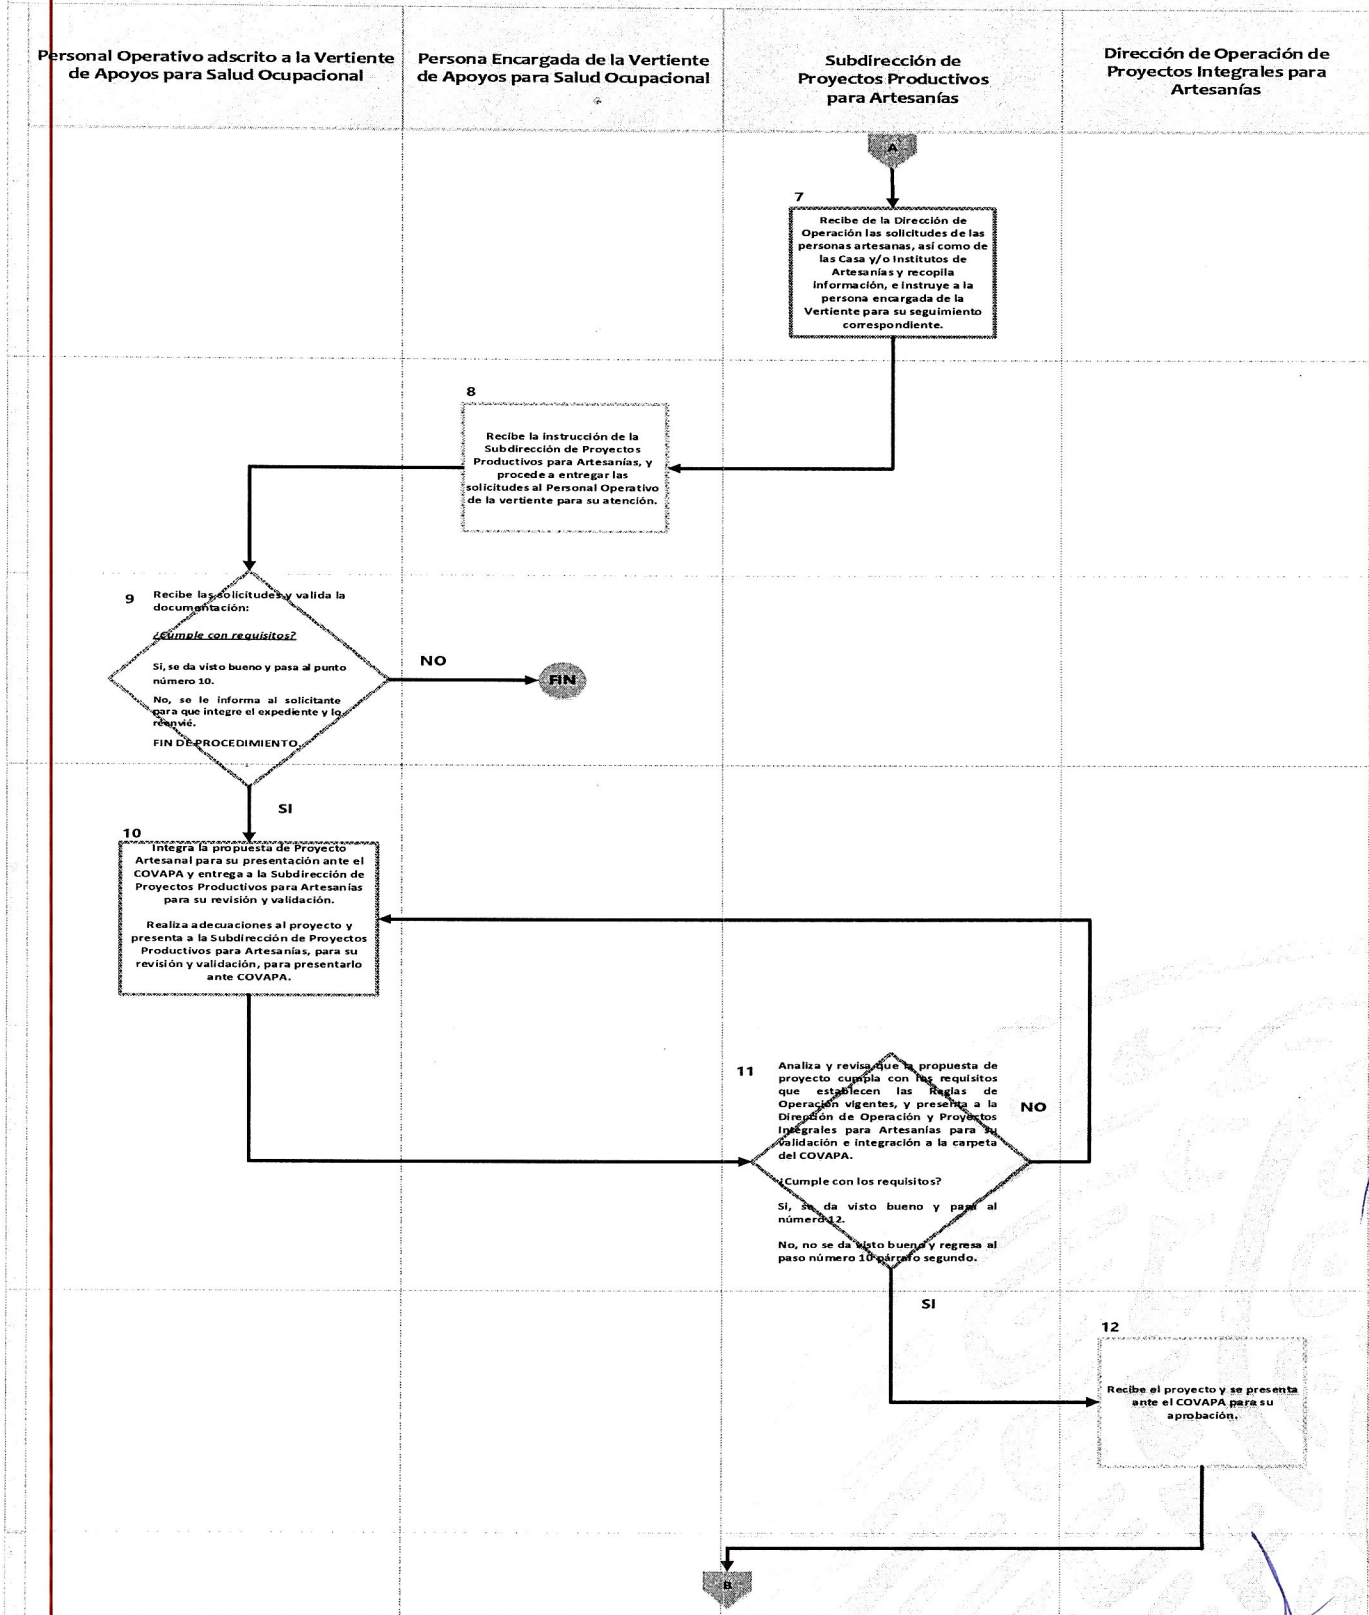 Personal Operativo adscrito a la Vertiente
de Apoyos para Salud Ocupacional
Persona Encargada de la Vertiente
de Apoyos para Salud Ocupacional
Subdirección de
Proyectos Productivos
para Artesanías
Dirección de Operación de
Proyectos Integrales para
Artesanías
A
7
Recibe de la Dirección de
Operación las solicitudes de las
personas artesanas, así como de
las Casa y/o Institutos de
Artesanías y recopila
información, e instruye a la
persona encargada de la
Vertiente para su seguimiento
correspondiente.
8
Recibe la instrucción de la
Subdirección de Proyectos
Productivos para Artesanías, y
procede a entregar las
solicitudes al Personal Operativo
de la vertiente para su atención.
9
Recibe las solicitudes y valida la
documentación:
¿Cumple con requisitos?
Si, se da visto bueno y pasa al punto
número 10.
No, se le informa al solicitante
para que integre el expediente y lo
reenvié.
FIN DE PROCEDIMIENTO.
NO
FIN
SI
10
Integra la propuesta de Proyecto
Artesanal para su presentación ante el
COVAPA y entrega a la Subdirección de
Proyectos Productivos para Artesanías
para su revisión y validación.
Realiza adecuaciones al proyecto y
presenta a la Subdirección de Proyectos
Productivos para Artesanías, para su
revisión y validación, para presentarlo
ante COVAPA.
11
Analiza y revisa que la propuesta de
proyecto cumpla con los requisitos
que establecen las Reglas de
Operación vigentes, y presenta a la
Dirección de Operación y Proyectos
Integrales para Artesanías para su
validación e integración a la carpeta
del COVAPA.
¿Cumple con los requisitos?
Si, se da visto bueno y pasa al
número 12.
No, no se da visto bueno y regresa al
paso número 10 párrafo segundo.
NO
SI
12
Recibe el proyecto y se presenta
ante el COVAPA para su
aprobación.
B